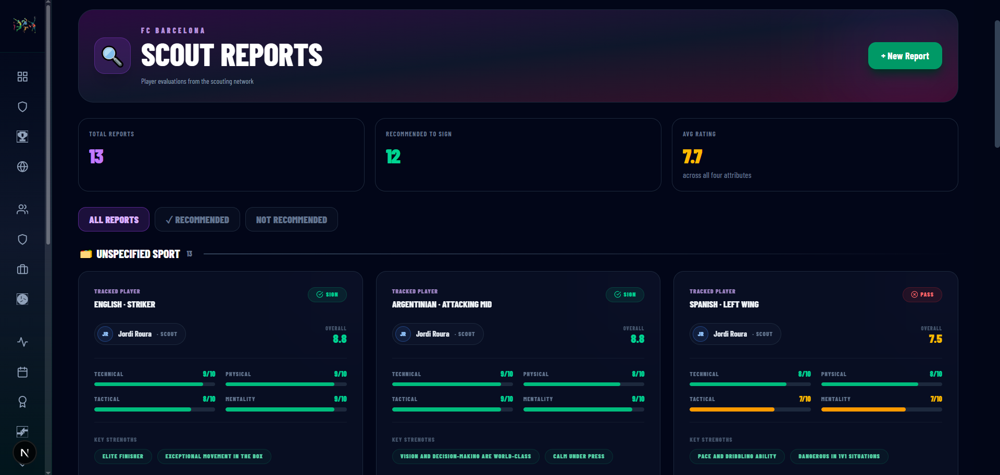 FC BARCELONA
SCOUT REPORTS
Player evaluations from the scouting network
+ New Report
TOTAL REPORTS
13
RECOMMENDED TO SIGN
12
AVG RATING
7.7
across all four attributes
ALL REPORTS
✓ RECOMMENDED
NOT RECOMMENDED
UNSPECIFIED SPORT 13
TRACKED PLAYER
SIGN
ENGLISH · STRIKER
JR Jordi Roura · SCOUT
OVERALL
8.8
TECHNICAL 9/10
PHYSICAL 9/10
TACTICAL 8/10
MENTALITY 9/10
KEY STRENGTHS
ELITE FINISHER
EXCEPTIONAL MOVEMENT IN THE BOX
TRACKED PLAYER
SIGN
ARGENTINIAN · ATTACKING MID
JR Jordi Roura · SCOUT
OVERALL
8.8
TECHNICAL 9/10
PHYSICAL 8/10
TACTICAL 9/10
MENTALITY 9/10
KEY STRENGTHS
VISION AND DECISION-MAKING ARE WORLD-CLASS
CALM UNDER PRESS
TRACKED PLAYER
PASS
SPANISH · LEFT WING
JR Jordi Roura · SCOUT
OVERALL
7.5
TECHNICAL 8/10
PHYSICAL 8/10
TACTICAL 7/10
MENTALITY 7/10
KEY STRENGTHS
PACE AND DRIBBLING ABILITY
DANGEROUS IN 1V1 SITUATIONS
N